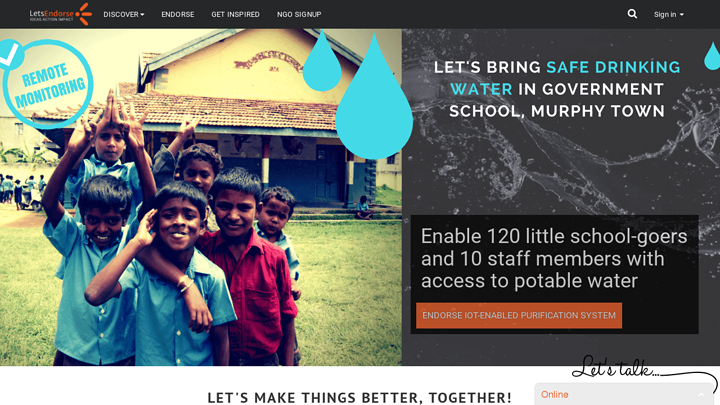 LetsEndorse
IDEAS.ACTION.IMPACT
DISCOVER
ENDORSE
GET INSPIRED
NGO SIGNUP
Sign in
REMOTE
MONITORING
LET'S BRING SAFE DRINKING
WATER IN GOVERNMENT
SCHOOL, MURPHY TOWN
Enable 120 little school-goers
and 10 staff members with
access to potable water
ENDORSE IOT-ENABLED PURIFICATION SYSTEM
Let's talk...
LET'S MAKE THINGS BETTER, TOGETHER!
Online